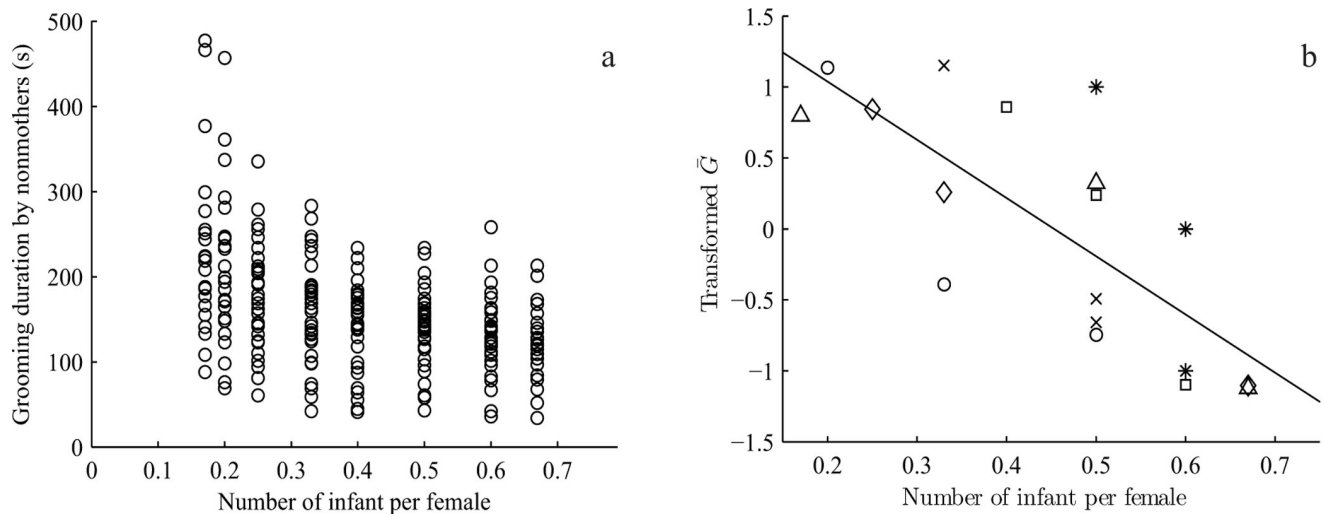 a
Grooming duration by nonmothers (s)
500
400
300
200
100
0
0 0.1 0.2 0.3 0.4 0.5 0.6 0.7
Number of infant per female
b
Transformed Ḡ
1.5
1
0.5
0
−0.5
−1
−1.5
0.2 0.3 0.4 0.5 0.6 0.7
Number of infant per female